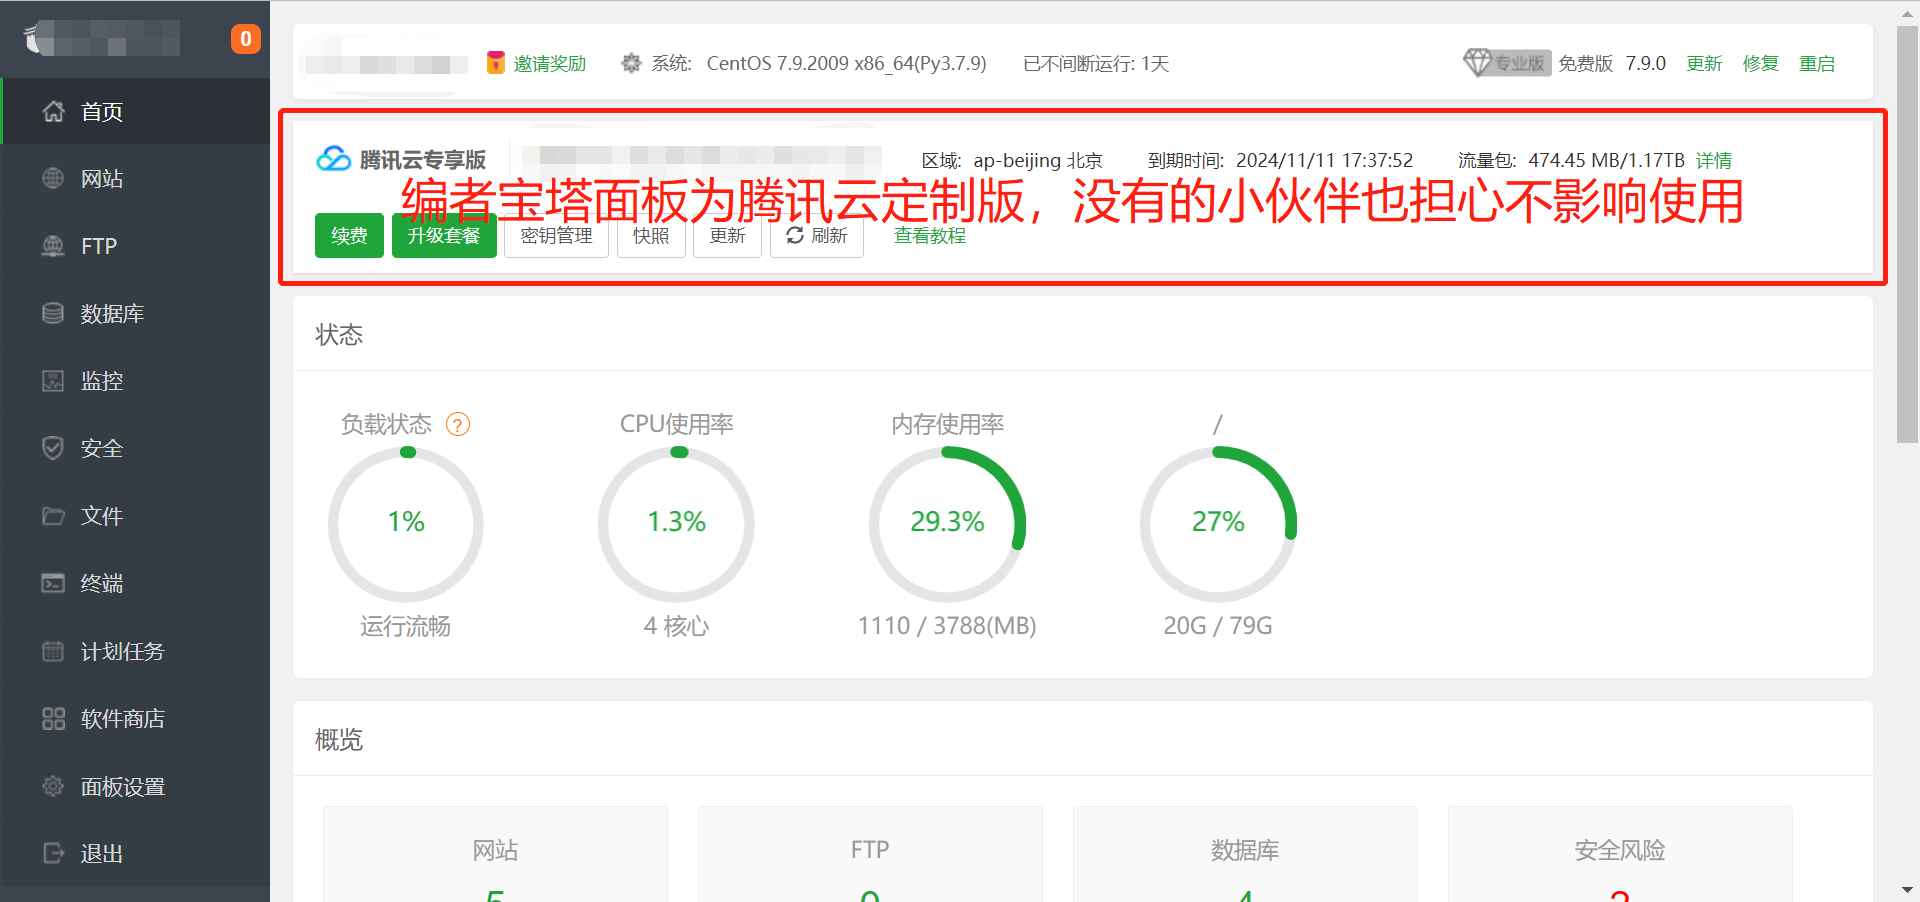 0
首页
网站
FTP
数据库
监控
安全
文件
终端
计划任务
软件商店
面板设置
退出
邀请奖励 系统: CentOS 7.9.2009 x86_64(Py3.7.9) 已不间断运行: 1天 专业版 免费版 7.9.0 更新 修复 重启
腾讯云专享版 区域: ap-beijing 北京 到期时间: 2024/11/11 17:37:52 流量包: 474.45 MB/1.17TB 详情
编者宝塔面板为腾讯云定制版，没有的小伙伴也担心不影响使用
续费 升级套餐 密钥管理 快照 更新 刷新 查看教程
状态
负载状态 ? CPU使用率 内存使用率 /
1% 1.3% 29.3% 27%
运行流畅 4 核心 1110 / 3788(MB) 20G / 79G
概览
网站 FTP 数据库 安全风险